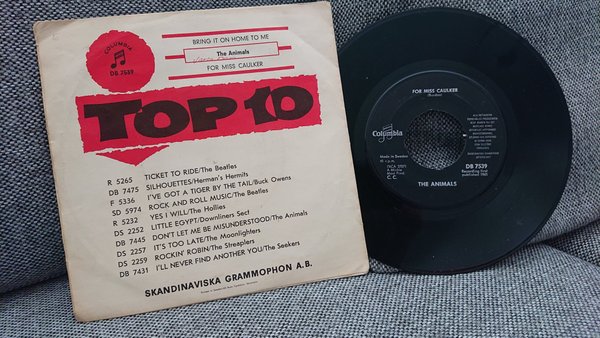 COLUMBIA
DB 7539
BRING IT ON HOME TO ME
The Animals
FOR MISS CAULKER
TOP 10
R 5265 TICKET TO RIDE/The Beatles
DB 7475 SILHOUETTES/Herman's Hermits
F 5336 I'VE GOT A TIGER BY THE TAIL/Buck Owens
SD 5974 ROCK AND ROLL MUSIC/The Beatles
R 5232 YES I WILL/The Hollies
DS 2252 LITTLE EGYPT/Downliners Sect
DB 7445 DON'T LET ME BE MISUNDERSTOOD/The Animals
DS 2257 IT'S TOO LATE/The Moonlighters
DS 2259 ROCKIN' ROBIN/The Streaplers
DB 7431 I'LL NEVER FIND ANOTHER YOU/The Seekers
SKANDINAVISKA GRAMMOPHON A.B.
FOR MISS CAULKER
Columbia
Made in Sweden
DB 7539
Recording first
published 1965
THE ANIMALS